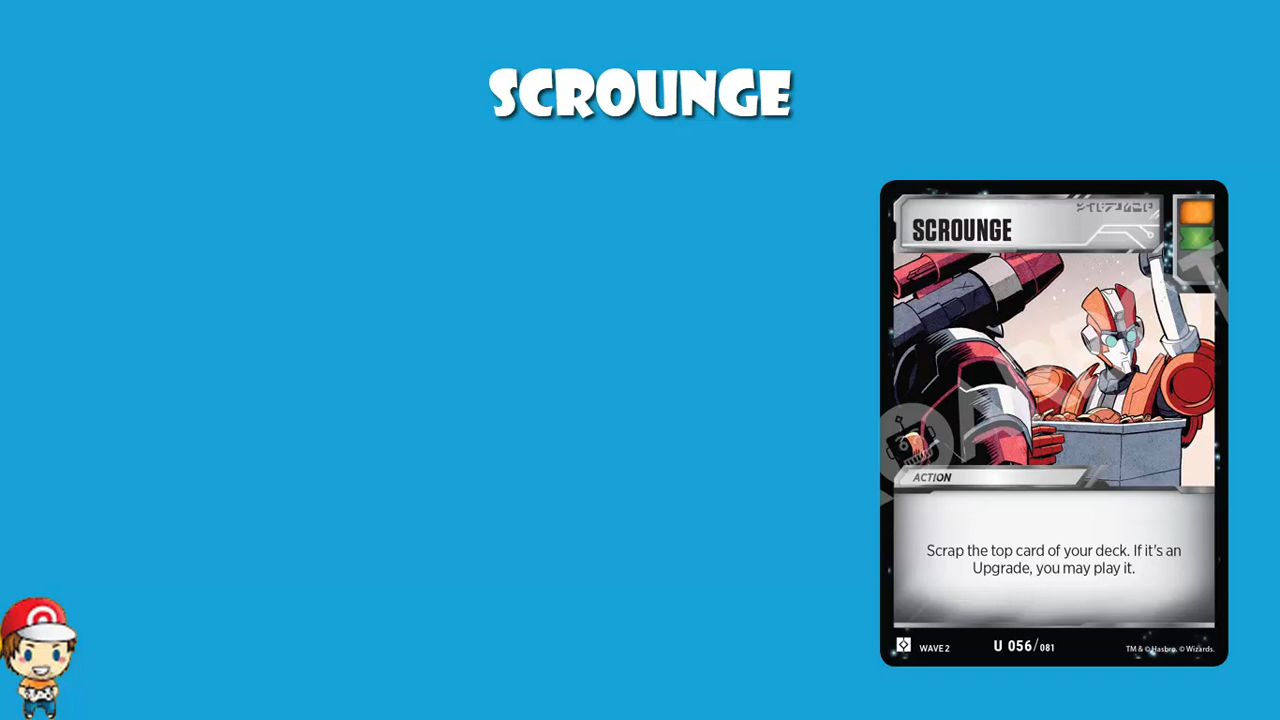 SCROUNGE
SCROUNGE
ACTION
Scrap the top card of your deck. If it's an
Upgrade, you may play it.
WAVE 2
U 056/081
TM & © Hasbro. © Wizards.